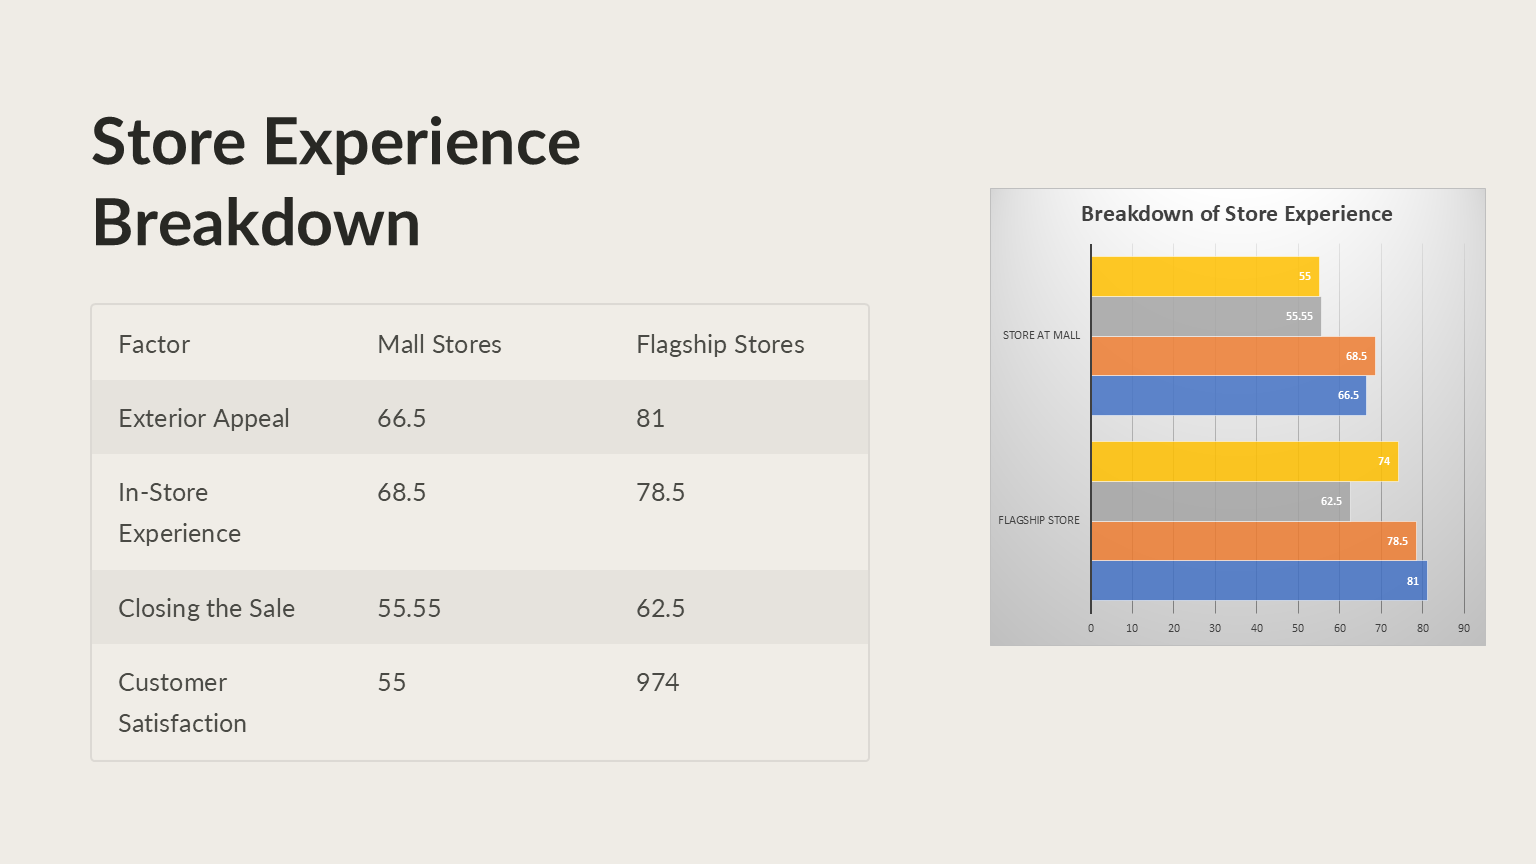 Store Experience
Breakdown
Factor Mall Stores Flagship Stores
Exterior Appeal 66.5 81
In-Store
Experience 68.5 78.5
Closing the Sale 55.55 62.5
Customer
Satisfaction 55 974
Breakdown of Store Experience
55
55.55
STORE AT MALL
68.5
66.5
74
62.5
FLAGSHIP STORE
78.5
81
0 10 20 30 40 50 60 70 80 90